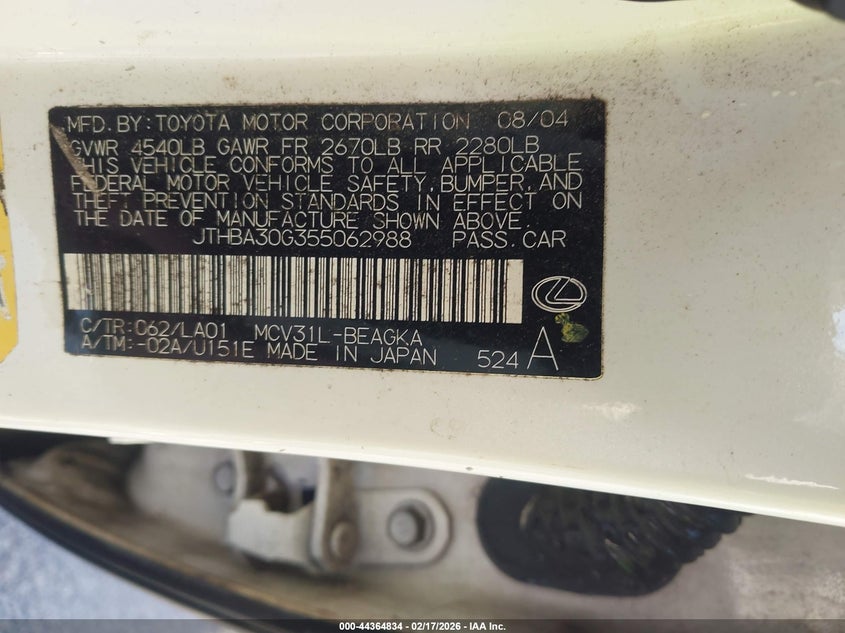 MFD. BY: TOYOTA MOTOR CORPORATION 08/04
GVWR 4540LB GAWR FR 2670LB RR 2280LB
THIS VEHICLE CONFORMS TO ALL APPLICABLE
FEDERAL MOTOR VEHICLE SAFETY, BUMPER, AND
THEFT PREVENTION STANDARDS IN EFFECT ON
THE DATE OF MANUFACTURE SHOWN ABOVE.
JTHBA30G355062988 PASS. CAR
C/TR: C62/LA01 MCV31L-BEAGKA
A/TM: -02A/U151E MADE IN JAPAN 524 A
000-44364834 | 02/17/2026 - IAA Inc.